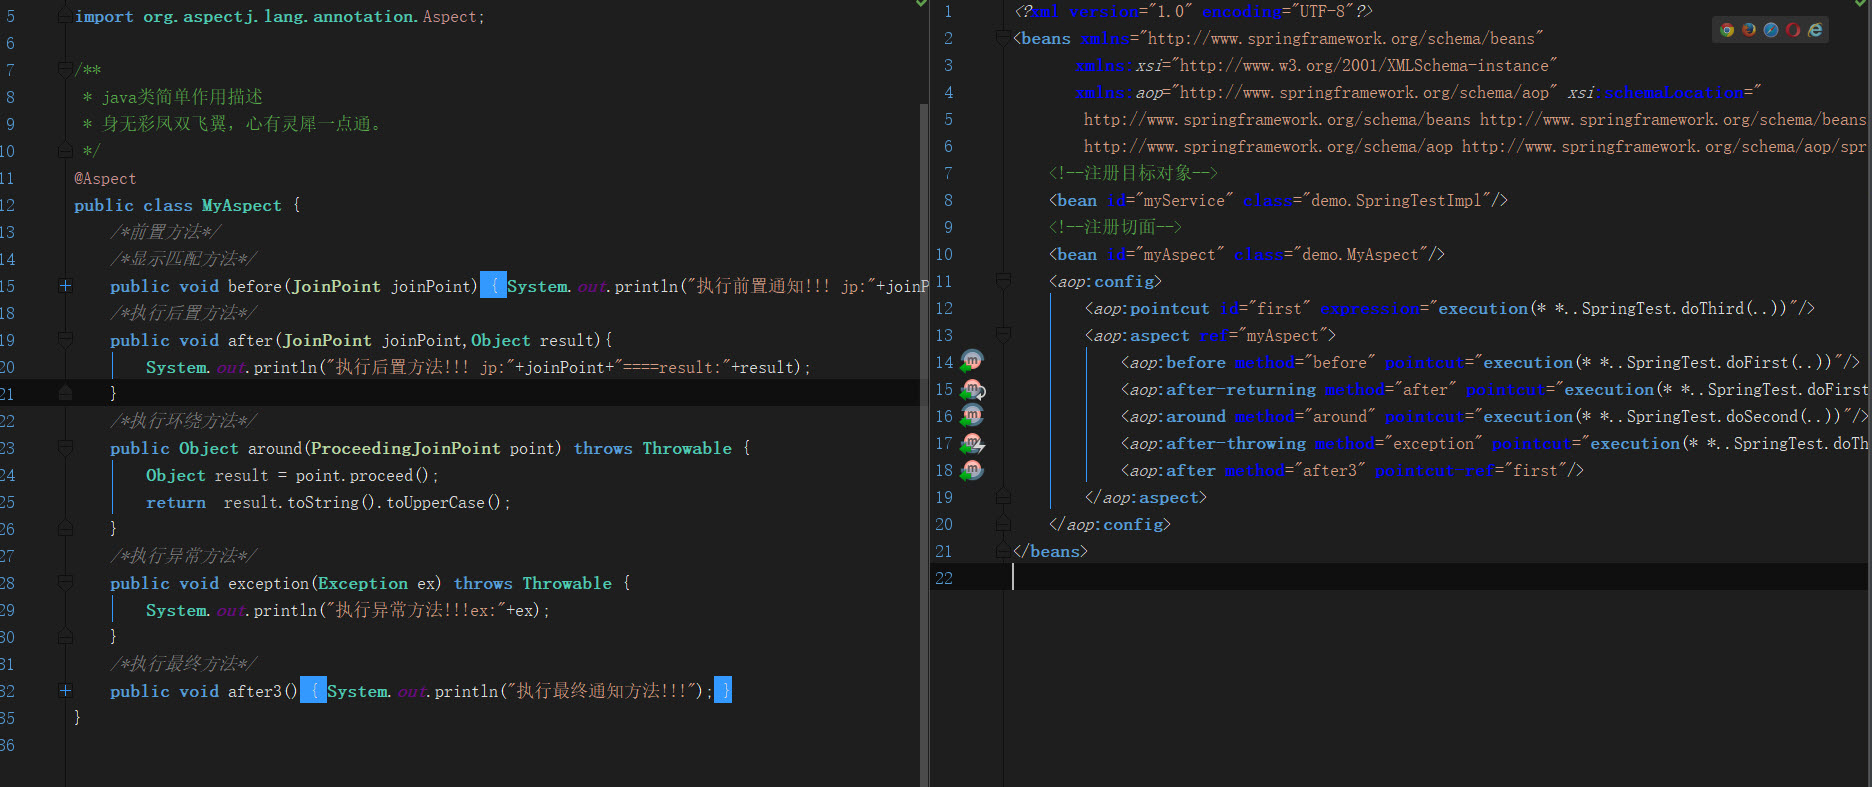 5 import org.aspectj.lang.annotation.Aspect;
6
7 /**
8 * java类简单作用描述
9 * 身无彩凤双飞翼，心有灵犀一点通。
10 */
11 @Aspect
12 public class MyAspect {
13 /*前置方法*/
14 /*显示匹配方法*/
15 public void before(JoinPoint joinPoint) { System.out.println("执行前置通知!!! jp:"+joinP
18 /*执行后置方法*/
19 public void after(JoinPoint joinPoint,Object result){
20 System.out.println("执行后置方法!!! jp:"+joinPoint+"====result:"+result);
21 }
22 /*执行环绕方法*/
23 public Object around(ProceedingJoinPoint point) throws Throwable {
24 Object result = point.proceed();
25 return result.toString().toUpperCase();
26 }
27 /*执行异常方法*/
28 public void exception(Exception ex) throws Throwable {
29 System.out.println("执行异常方法!!!ex:"+ex);
30 }
31 /*执行最终方法*/
32 public void after3() { System.out.println("执行最终通知方法!!!"); }
35 }
36
1 <?xml version="1.0" encoding="UTF-8"?>
2 <beans xmlns="http://www.springframework.org/schema/beans"
3 xmlns:xsi="http://www.w3.org/2001/XMLSchema-instance"
4 xmlns:aop="http://www.springframework.org/schema/aop" xsi:schemaLocation="
5 http://www.springframework.org/schema/beans http://www.springframework.org/schema/beans
6 http://www.springframework.org/schema/aop http://www.springframework.org/schema/aop/spr
7 <!--注册目标对象-->
8 <bean id="myService" class="demo.SpringTestImpl"/>
9 <!--注册切面-->
10 <bean id="myAspect" class="demo.MyAspect"/>
11 <aop:config>
12 <aop:pointcut id="first" expression="execution(* *..SpringTest.doThird(..))"/>
13 <aop:aspect ref="myAspect">
14 <aop:before method="before" pointcut="execution(* *..SpringTest.doFirst(..))"/>
15 <aop:after-returning method="after" pointcut="execution(* *..SpringTest.doFirst
16 <aop:around method="around" pointcut="execution(* *..SpringTest.doSecond(..))"/>
17 <aop:after-throwing method="exception" pointcut="execution(* *..SpringTest.doTh
18 <aop:after method="after3" pointcut-ref="first"/>
19 </aop:aspect>
20 </aop:config>
21 </beans>
22